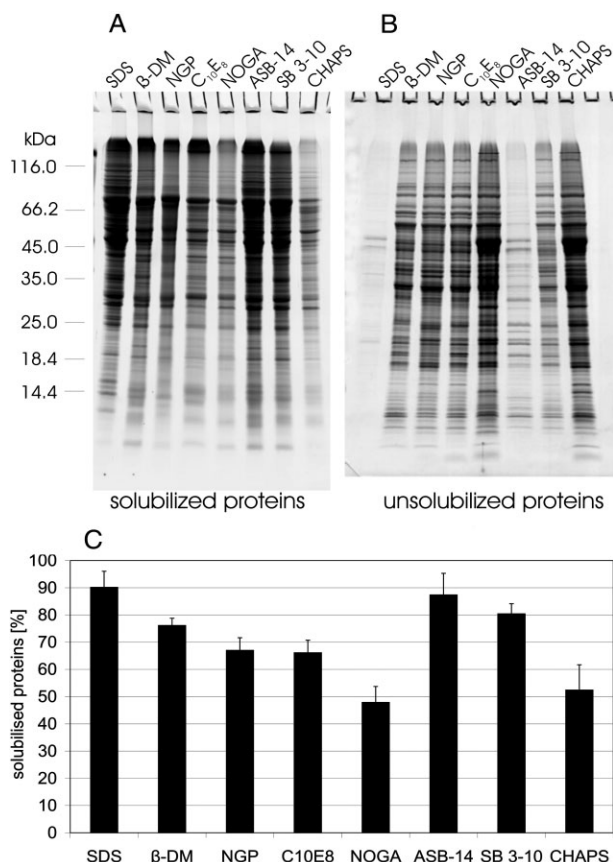 A
B
SDS β-DM NGP C₁₀E₈ NOGA ASB-14 SB 3-10 CHAPS
SDS β-DM NGP C₁₀E₈ NOGA ASB-14 SB 3-10 CHAPS
kDa
116.0
66.2
45.0
35.0
25.0
18.4
14.4
solubilized proteins
unsolubilized proteins
C
solubilised proteins [%]
100
90
80
70
60
50
40
30
20
10
0
SDS β-DM NGP C10E8 NOGA ASB-14 SB 3-10 CHAPS